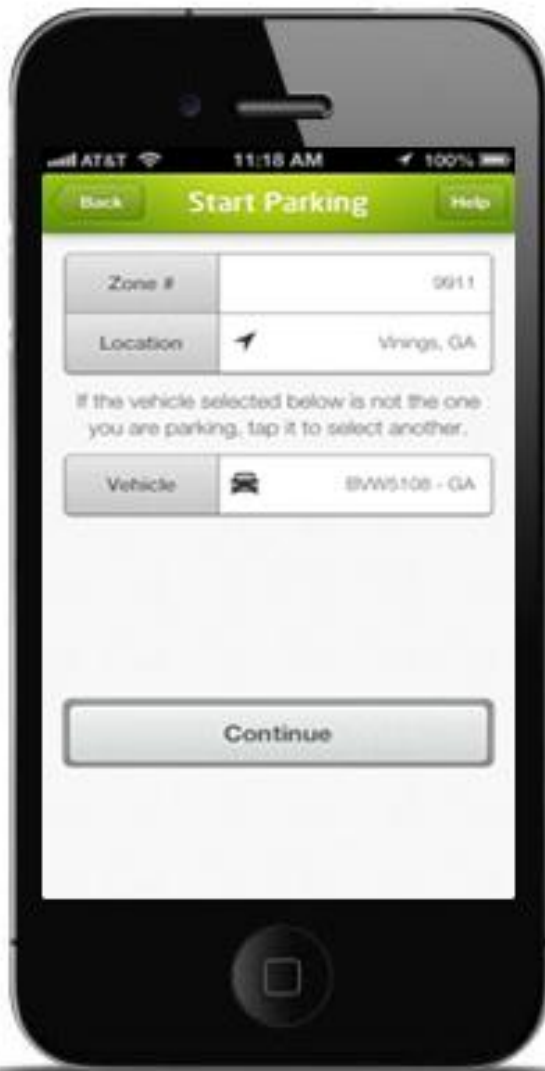 AT&T 11:18 AM 100%
Back Start Parking Help
Zone # 9911
Location Vinings, GA
If the vehicle selected below is not the one
you are parking, tap it to select another.
Vehicle BVW5108 - GA
Continue